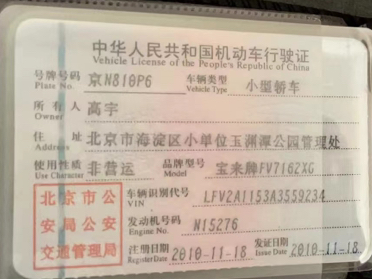 中华人民共和国机动车行驶证
Vehicle License of the People's Republic of China
号牌号码 京N810P6 车辆类型 小型轿车
Plate No. Vehicle Type
所有人 高宇
Owner
住址 北京市海淀区小单位玉渊潭公园管理处
Address
使用性质 非营运 品牌型号 宝来牌FV7162XG
Use Character Model
北京市公安局公安交通管理局
车辆识别代号 LFV2A1153A3559234
VIN
发动机号码 N15276
Engine No.
注册日期 2010-11-18 发证日期 2010-11-18
Register Date Issue Date